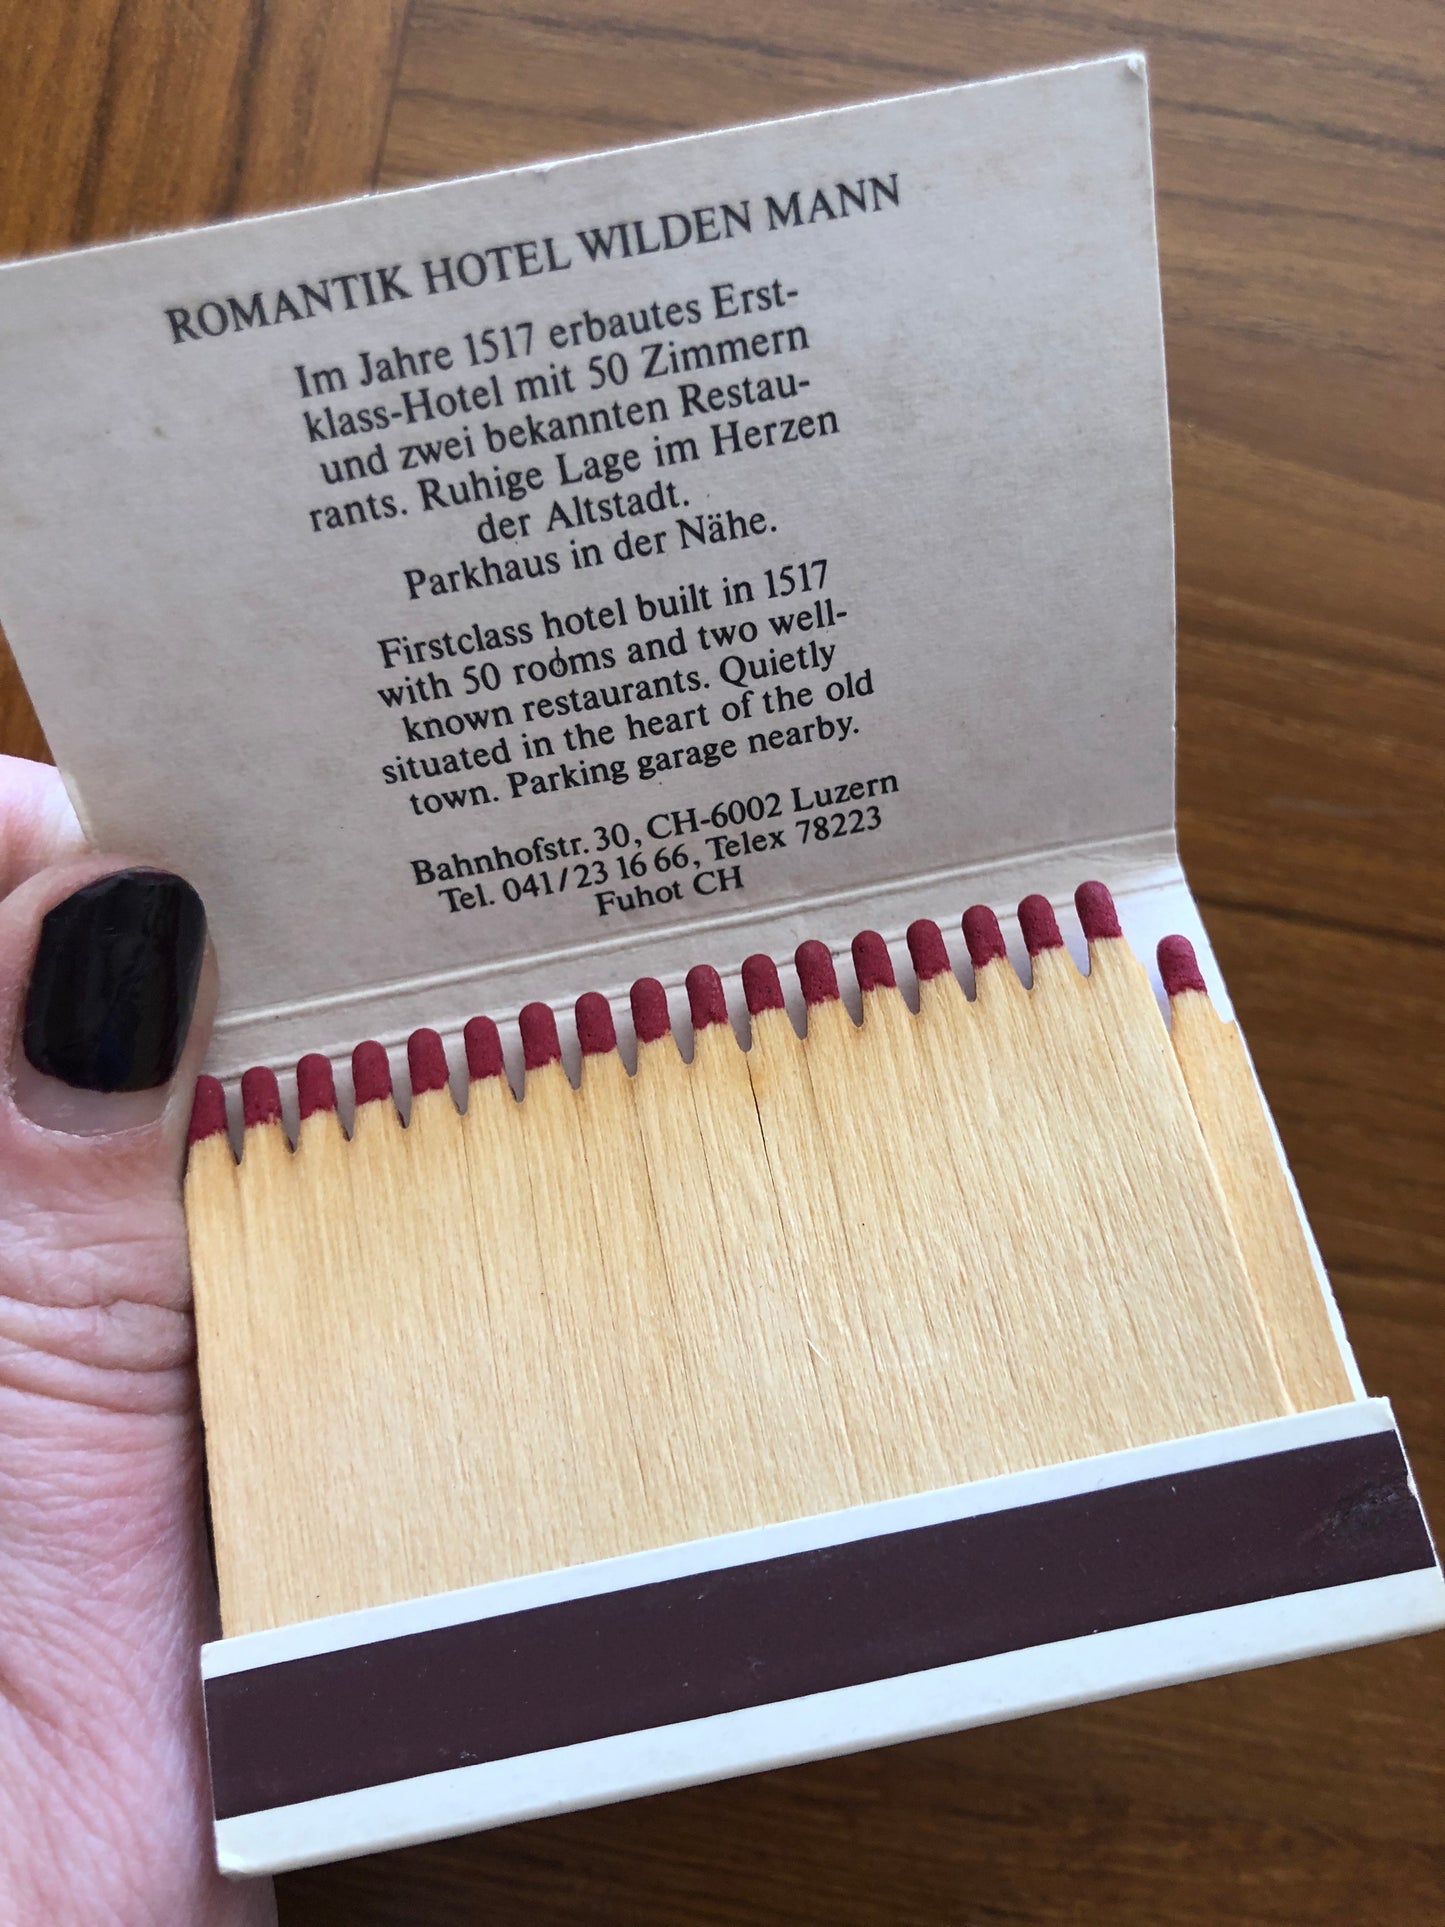 ROMANTIK HOTEL WILDEN MANN
Im Jahre 1517 erbautes Erst-
klass-Hotel mit 50 Zimmern
und zwei bekannten Restau-
rants. Ruhige Lage im Herzen
der Altstadt.
Parkhaus in der Nähe.
Firstclass hotel built in 1517
with 50 rooms and two well-
known restaurants. Quietly
situated in the heart of the old
town. Parking garage nearby.
Bahnhofstr. 30, CH-6002 Luzern
Tel. 041/23 16 66, Telex 78223
Fuhot CH